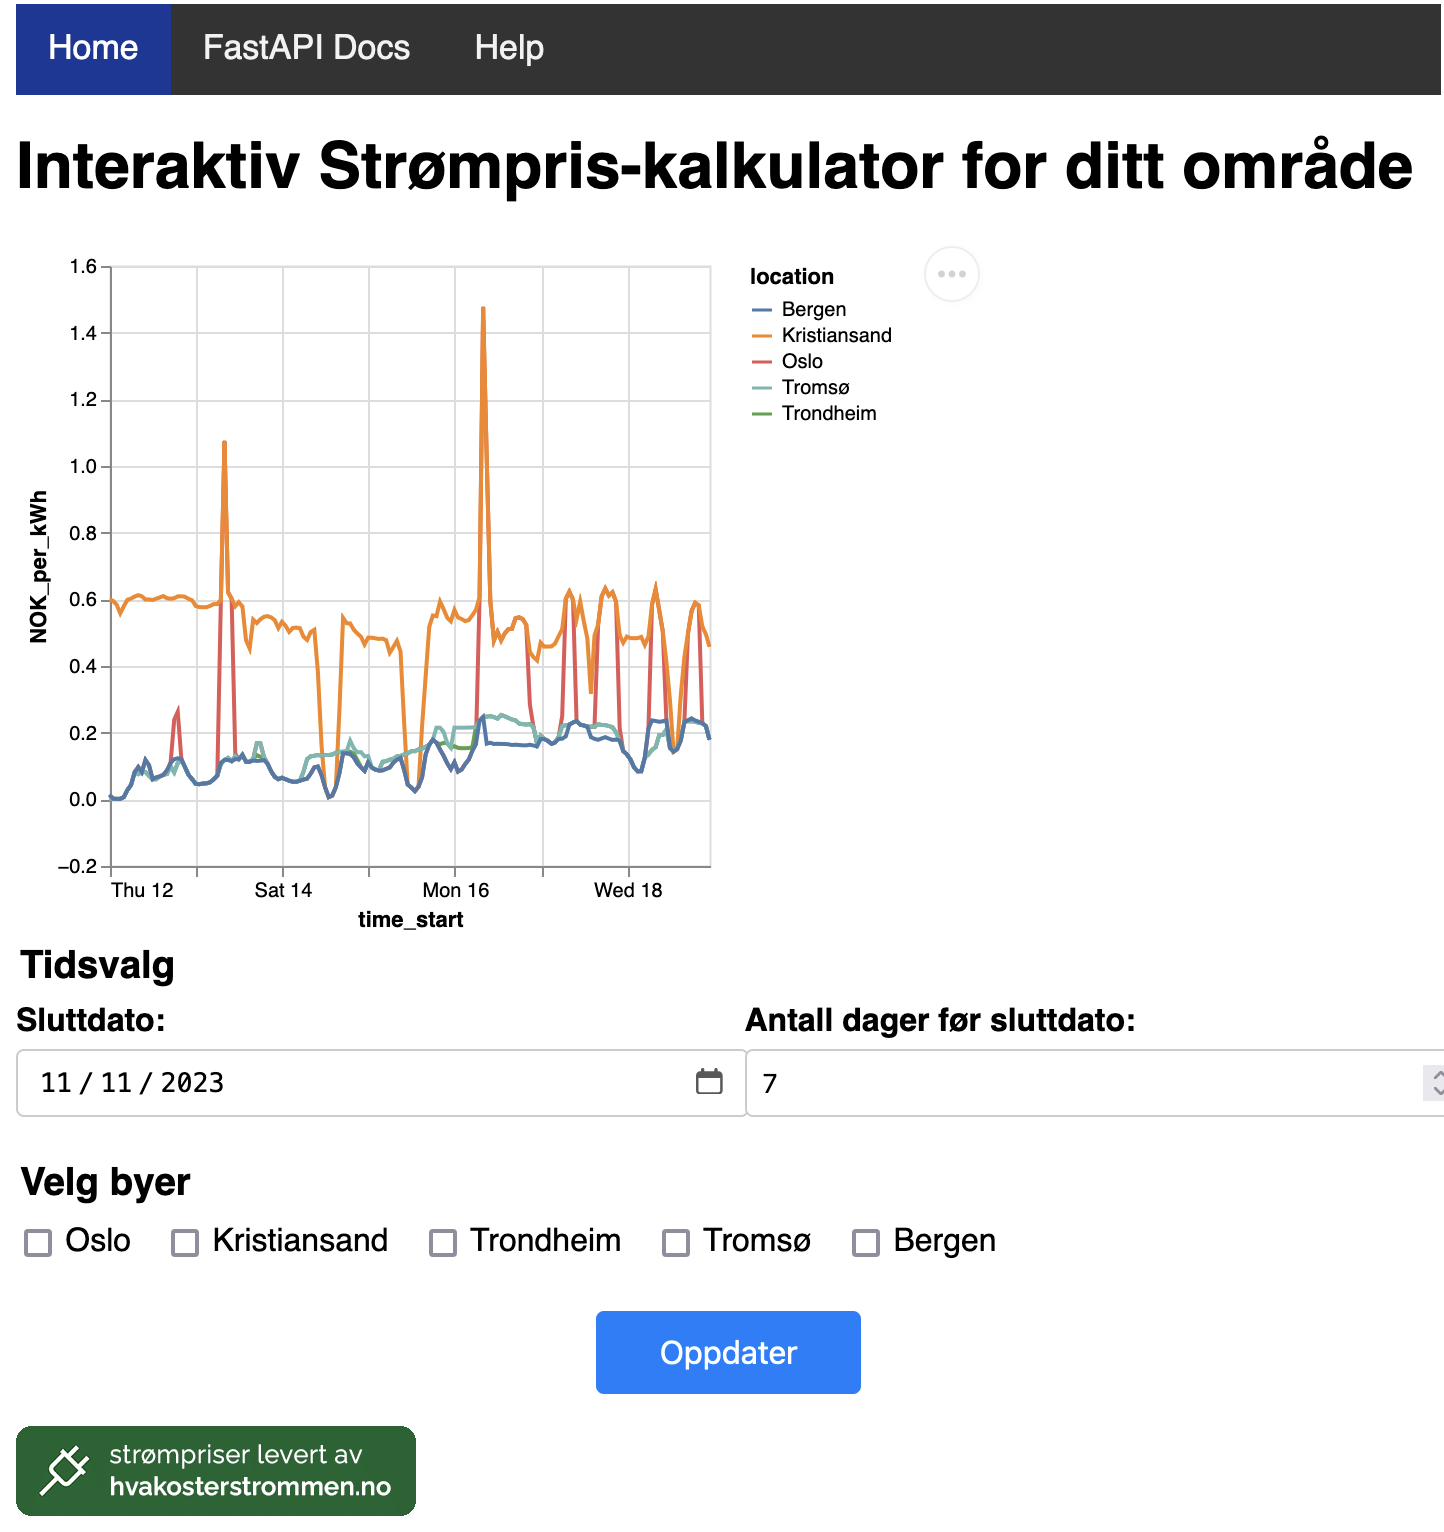 Home FastAPI Docs Help
Interaktiv Strømpris-kalkulator for ditt område
1.6
1.4
1.2
1.0
0.8
0.6
0.4
0.2
0.0
−0.2
NOK_per_kWh
Thu 12 Sat 14 Mon 16 Wed 18
time_start
location
Bergen
Kristiansand
Oslo
Tromsø
Trondheim
Tidsvalg
Sluttdato: Antall dager før sluttdato:
11/11/2023 7
Velg byer
Oslo Kristiansand Trondheim Tromsø Bergen
Oppdater
strømpriser levert av
hvakosterstrommen.no